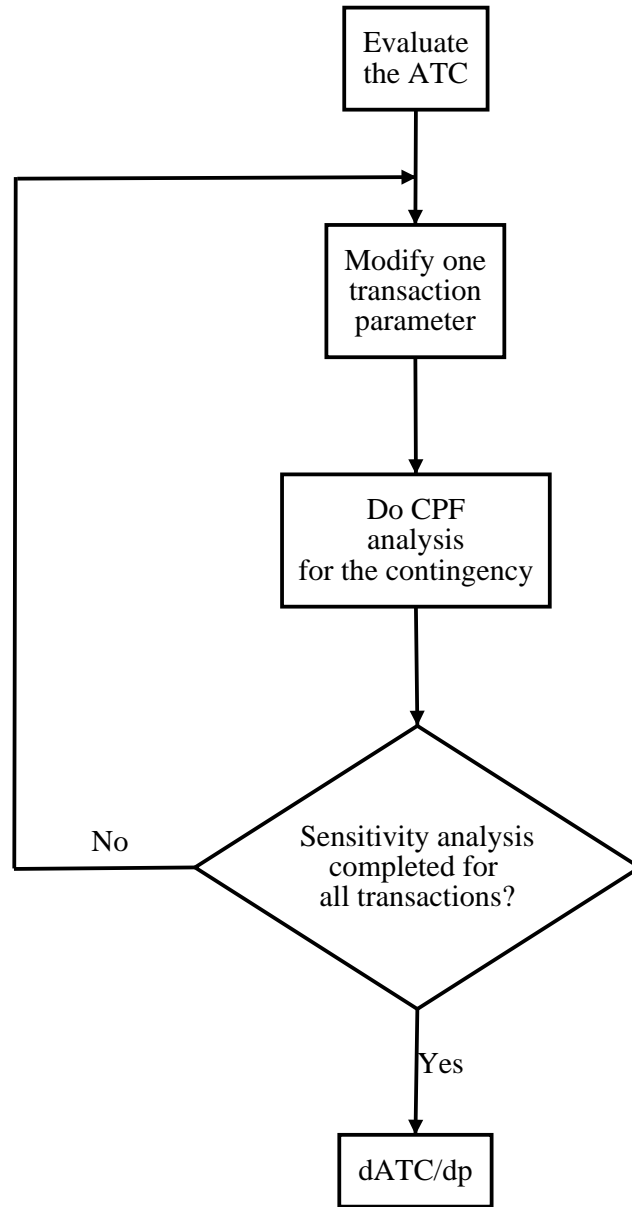 Evaluate
the ATC
Modify one
transaction
parameter
Do CPF
analysis
for the contingency
No
Sensitivity analysis
completed for
all transactions?
Yes
dATC/dp